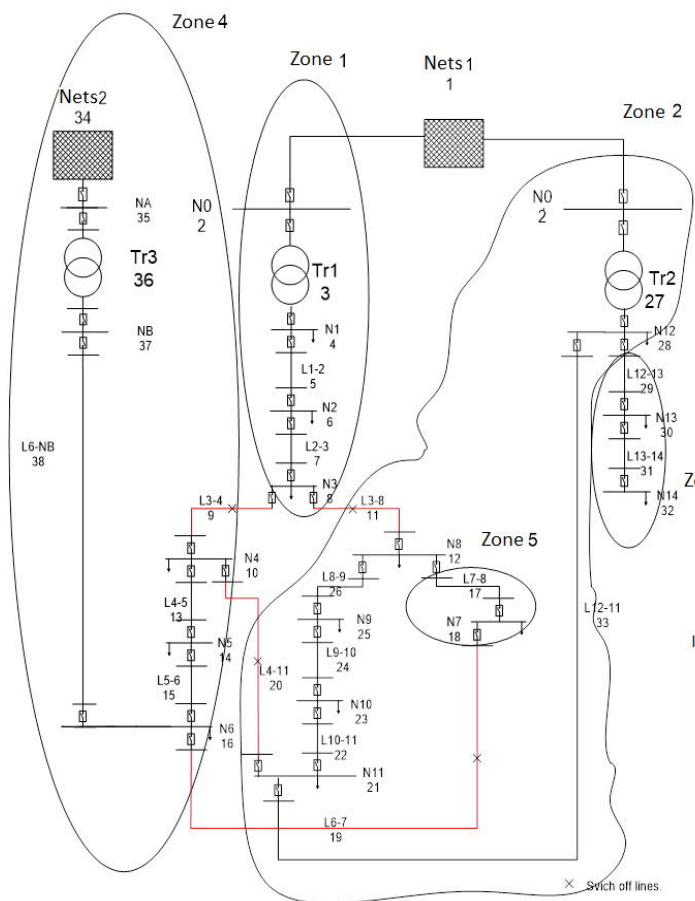 Zone 4
Zone 1
Nets 1
1
Nets2
34
Zone 2
NA
35
N0
2
N0
2
Tr3
36
Tr1
3
Tr2
27
NB
37
N1
4
N12
28
L1-2
5
L12-13
29
N2
6
N13
30
L6-NB
38
L2-3
7
L13-14
31
N3
8
N14
32
L3-4
9
L3-8
11
N8
12
Zone 5
N4
10
L8-9
26
L7-8
17
L4-5
13
N9
25
L12-11
33
N5
14
N7
18
L9-10
24
L4-11
20
L5-6
15
N10
23
N6
16
L10-11
22
N11
21
L6-7
19
Svich off lines.